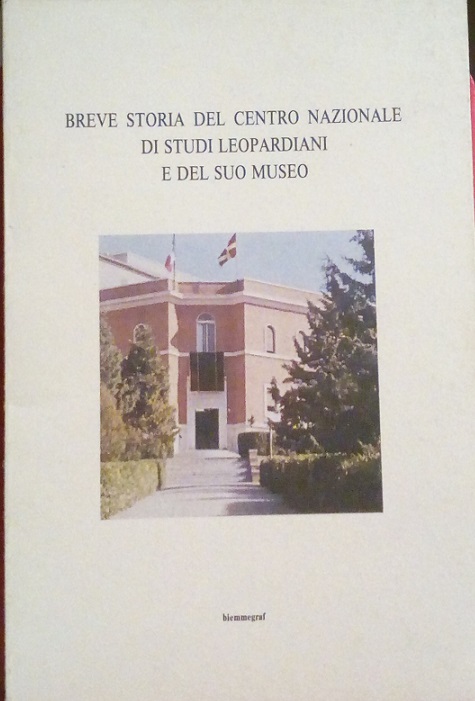 BREVE STORIA DEL CENTRO NAZIONALE
DI STUDI LEOPARDIANI
E DEL SUO MUSEO
biemmegraf